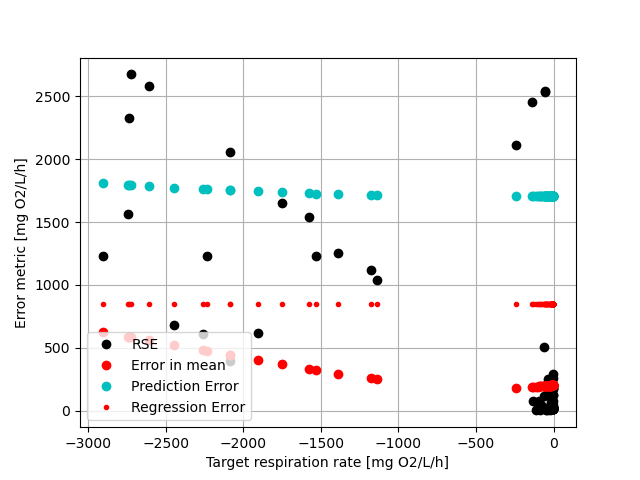 Error metric [mg O2/L/h]
2500
2000
1500
1000
500
0
RSE
Error in mean
Prediction Error
Regression Error
−3000 −2500 −2000 −1500 −1000 −500 0
Target respiration rate [mg O2/L/h]